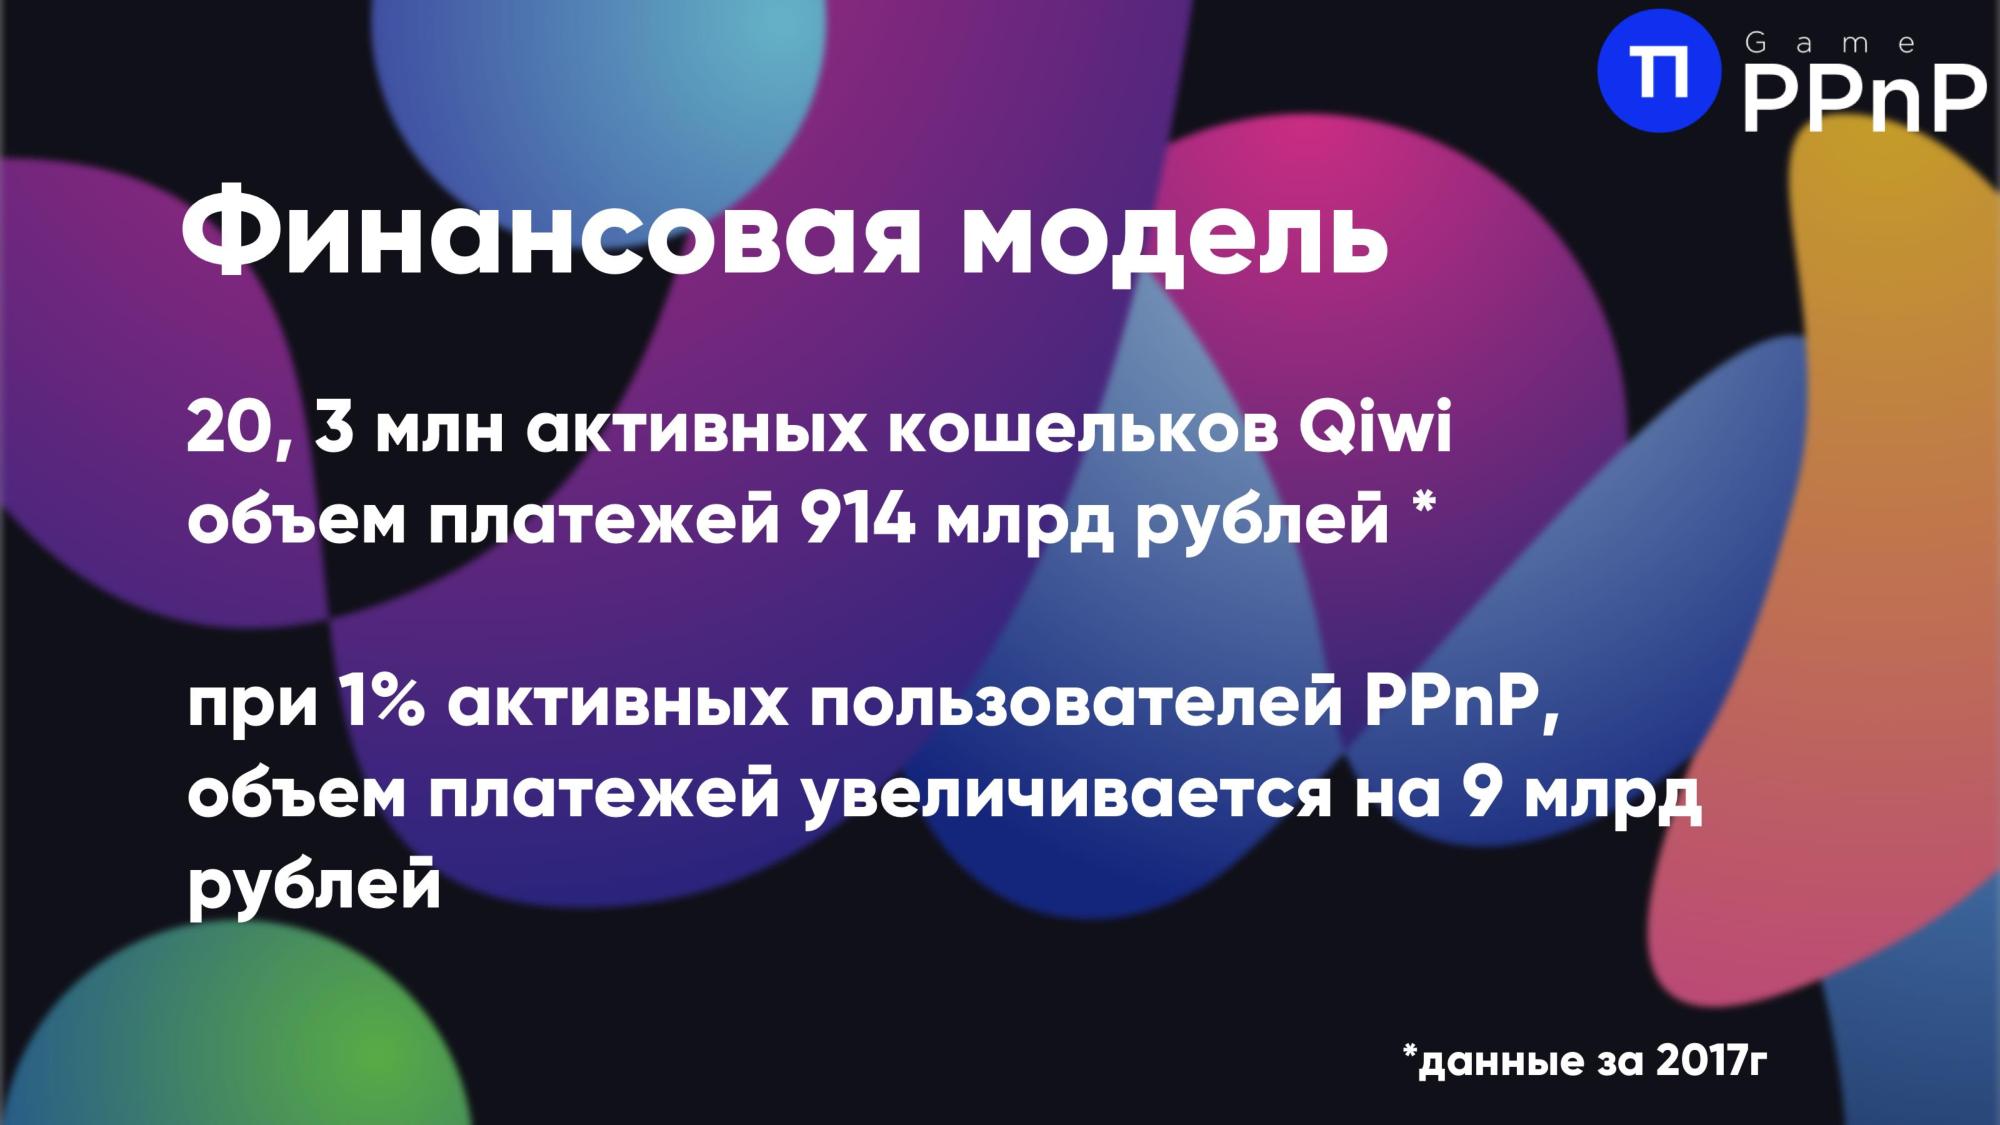 П
Game
PPnP
Финансовая модель
20, 3 млн активных кошельков Qiwi
объем платежей 914 млрд рублей *
при 1% активных пользователей PPnP,
объем платежей увеличивается на 9 млрд
рублей
*данные за 2017г